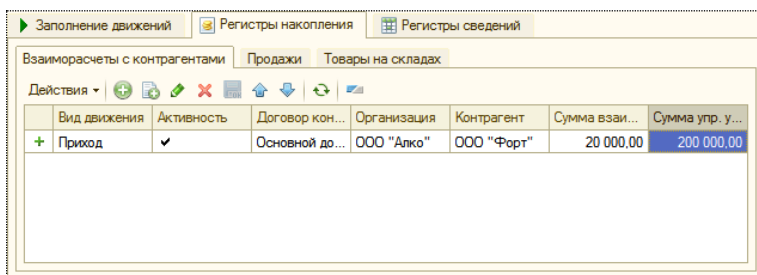 Заполнение движений Регистры накопления Регистры сведений
Взаиморасчеты с контрагентами Продажи Товары на складах
Действия
Вид движения Активность Договор кон... Организация Контрагент Сумма взаи... Сумма упр. у...
Приход Основной до... ООО "Алко" ООО "Форт" 20 000,00 200 000,00